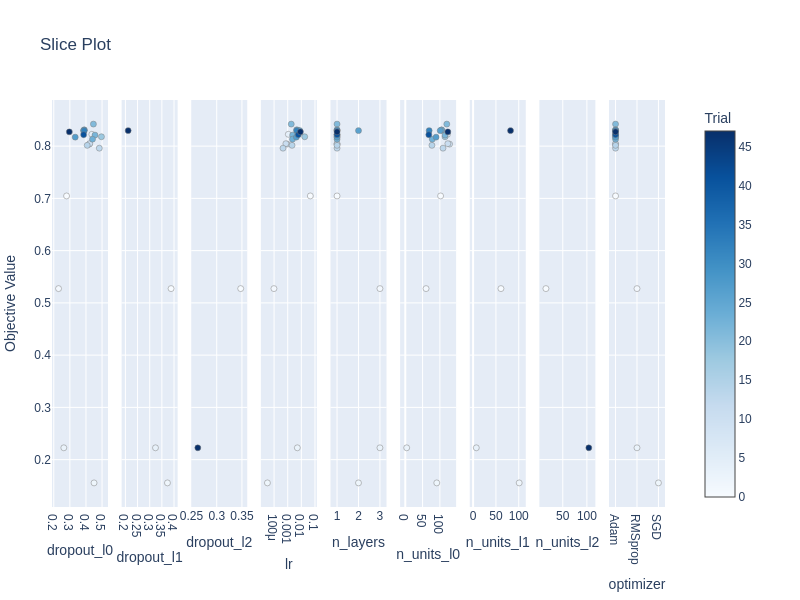 Slice Plot
Trial
Objective Value
0.8
0.7
0.6
0.5
0.4
0.3
0.2
0.2 0.3 0.4 0.5
dropout_l0
0.2 0.25 0.3 0.35 0.4
dropout_l1
0.25 0.3 0.35
dropout_l2
100μ 0.001 0.01 0.1
lr
1 2 3
n_layers
0 50 100
n_units_l0
0 50 100
n_units_l1
50 100
n_units_l2
Adam RMSprop SGD
optimizer
45
40
35
30
25
20
15
10
5
0